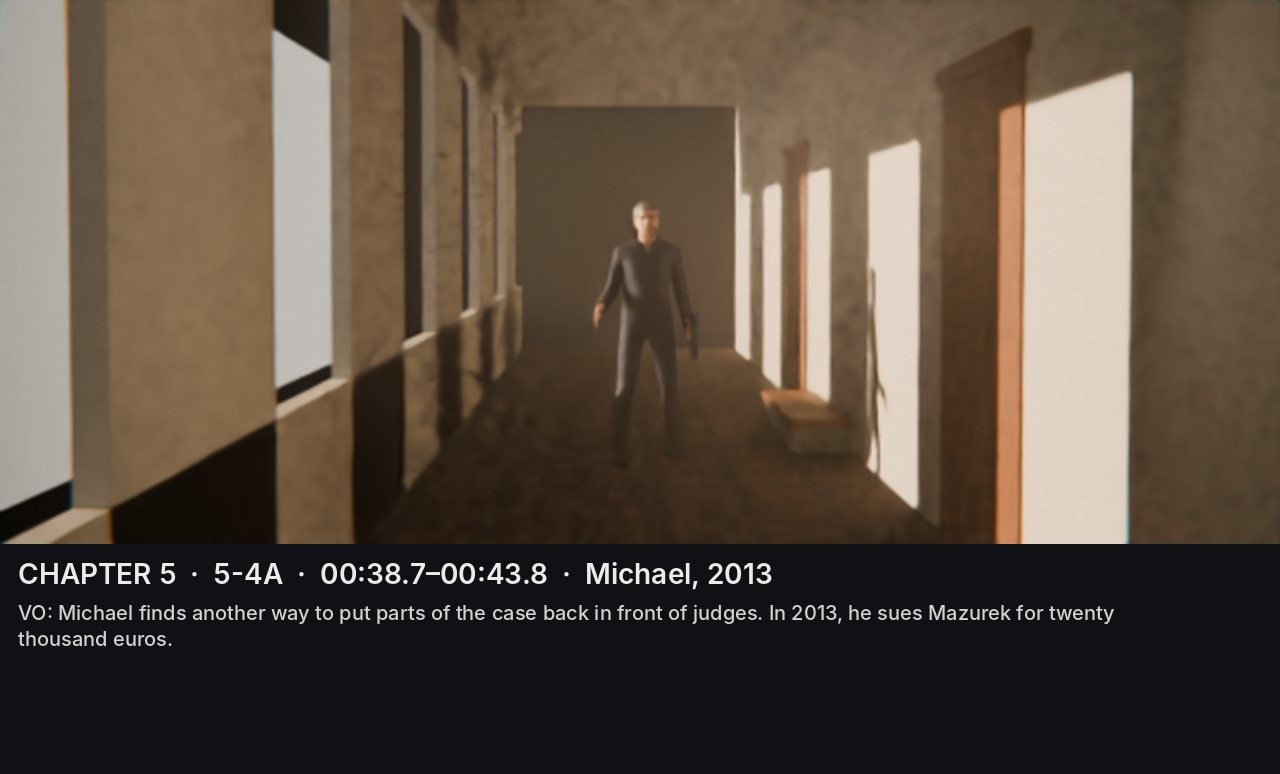 CHAPTER 5 · 5-4A · 00:38.7–00:43.8 · Michael, 2013
VO: Michael finds another way to put parts of the case back in front of judges. In 2013, he sues Mazurek for twenty
thousand euros.